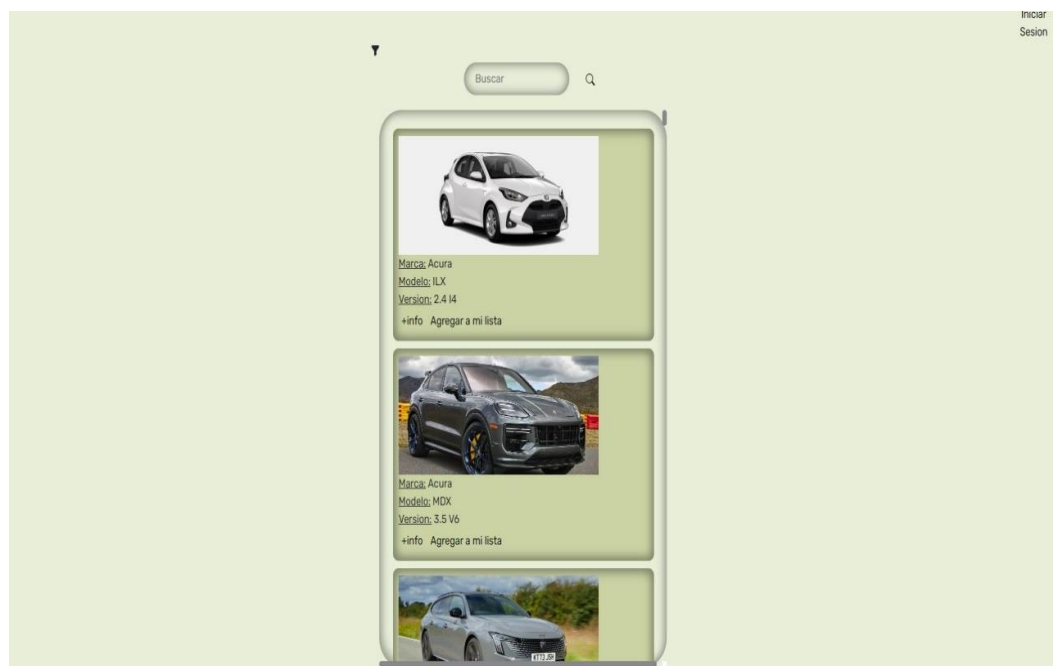 Iniciar
Sesion
Buscar
Marca: Acura
Modelo: ILX
Version: 2.4 I4
+info Agregar a mi lista
Marca: Acura
Modelo: MDX
Version: 3.5 V6
+info Agregar a mi lista